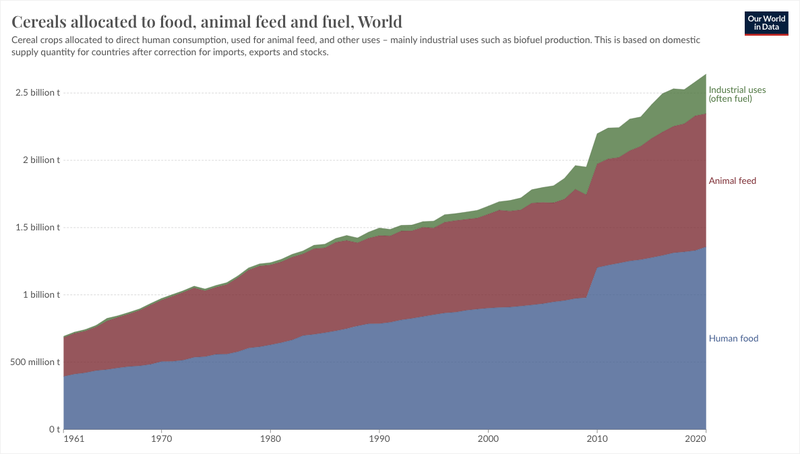 Cereals allocated to food, animal feed and fuel, World
Our World
in Data
Cereal crops allocated to direct human consumption, used for animal feed, and other uses – mainly industrial uses such as biofuel production. This is based on domestic
supply quantity for countries after correction for imports, exports and stocks.
2.5 billion t
2 billion t
1.5 billion t
1 billion t
500 million t
0 t
Industrial uses
(often fuel)
Animal feed
Human food
1961
1970
1980
1990
2000
2010
2020